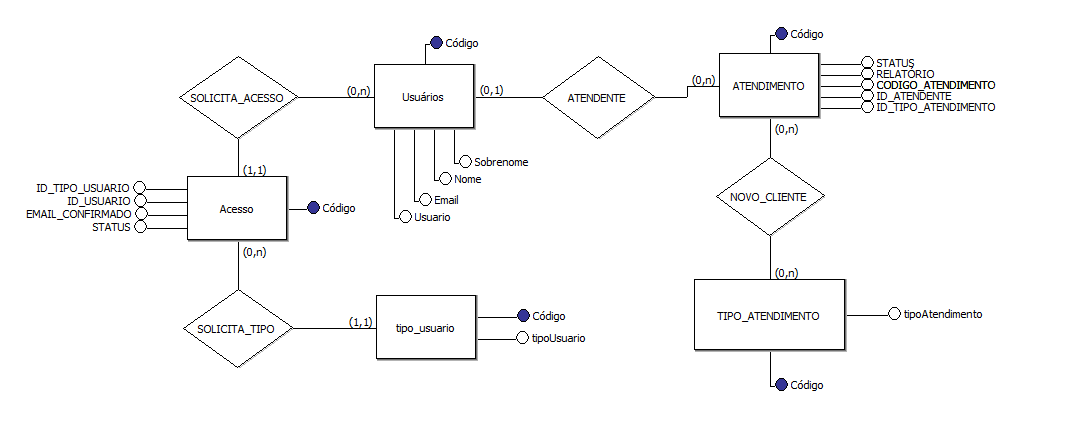 Código
Código
STATUS
RELATÓRIO
CODIGO_ATENDIMENTO
ID_ATENDENTE
ID_TIPO_ATENDIMENTO
SOLICITA_ACESSO
(0,n)
Usuários
(0,1)
ATENDENTE
(0,n)
ATENDIMENTO
(0,n)
Sobrenome
Nome
Email
Usuario
(1,1)
ID_TIPO_USUARIO
ID_USUARIO
EMAIL_CONFIRMADO
STATUS
Acesso
Código
(0,n)
NOVO_CLIENTE
(0,n)
SOLICITA_TIPO
(1,1)
tipo_usuario
Código
tipoUsuario
TIPO_ATENDIMENTO
tipoAtendimento
Código